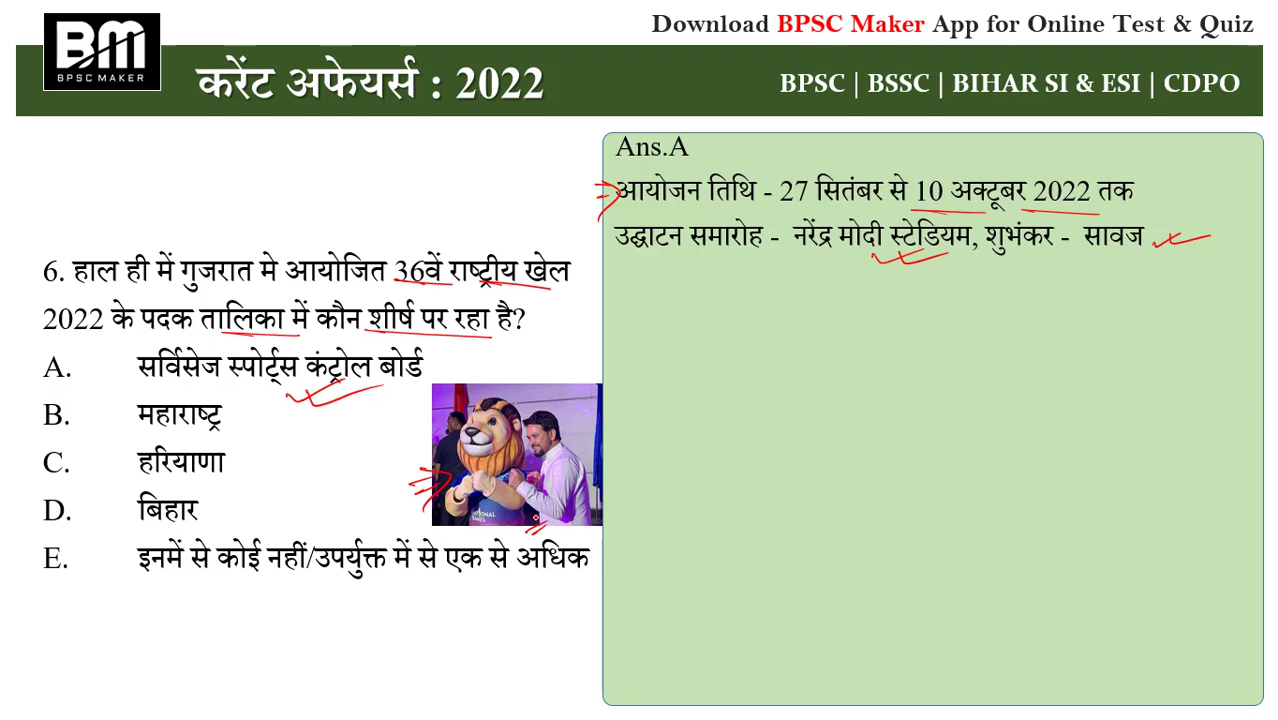 Download BPSC Maker App for Online Test & Quiz
BM
BPSC MAKER
करेंट अफेयर्स : 2022
BPSC | BSSC | BIHAR SI & ESI | CDPO
6. हाल ही में गुजरात मे आयोजित 36वें राष्ट्रीय खेल
2022 के पदक तालिका में कौन शीर्ष पर रहा है?
A. सर्विसेज स्पोर्ट्स कंट्रोल बोर्ड
B. महाराष्ट्र
C. हरियाणा
D. बिहार
E. इनमें से कोई नहीं/उपर्युक्त में से एक से अधिक
Ans.A
आयोजन तिथि - 27 सितंबर से 10 अक्टूबर 2022 तक
उद्घाटन समारोह - नरेंद्र मोदी स्टेडियम, शुभंकर - सावज